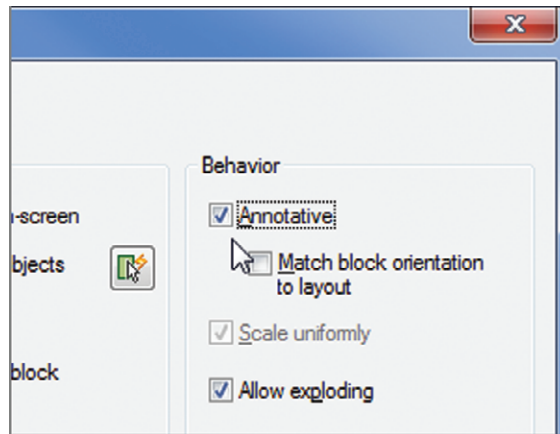 Behavior
-screen
Annotative
bjects
Match block orientation
to layout
Scale uniformly
block
Allow exploding